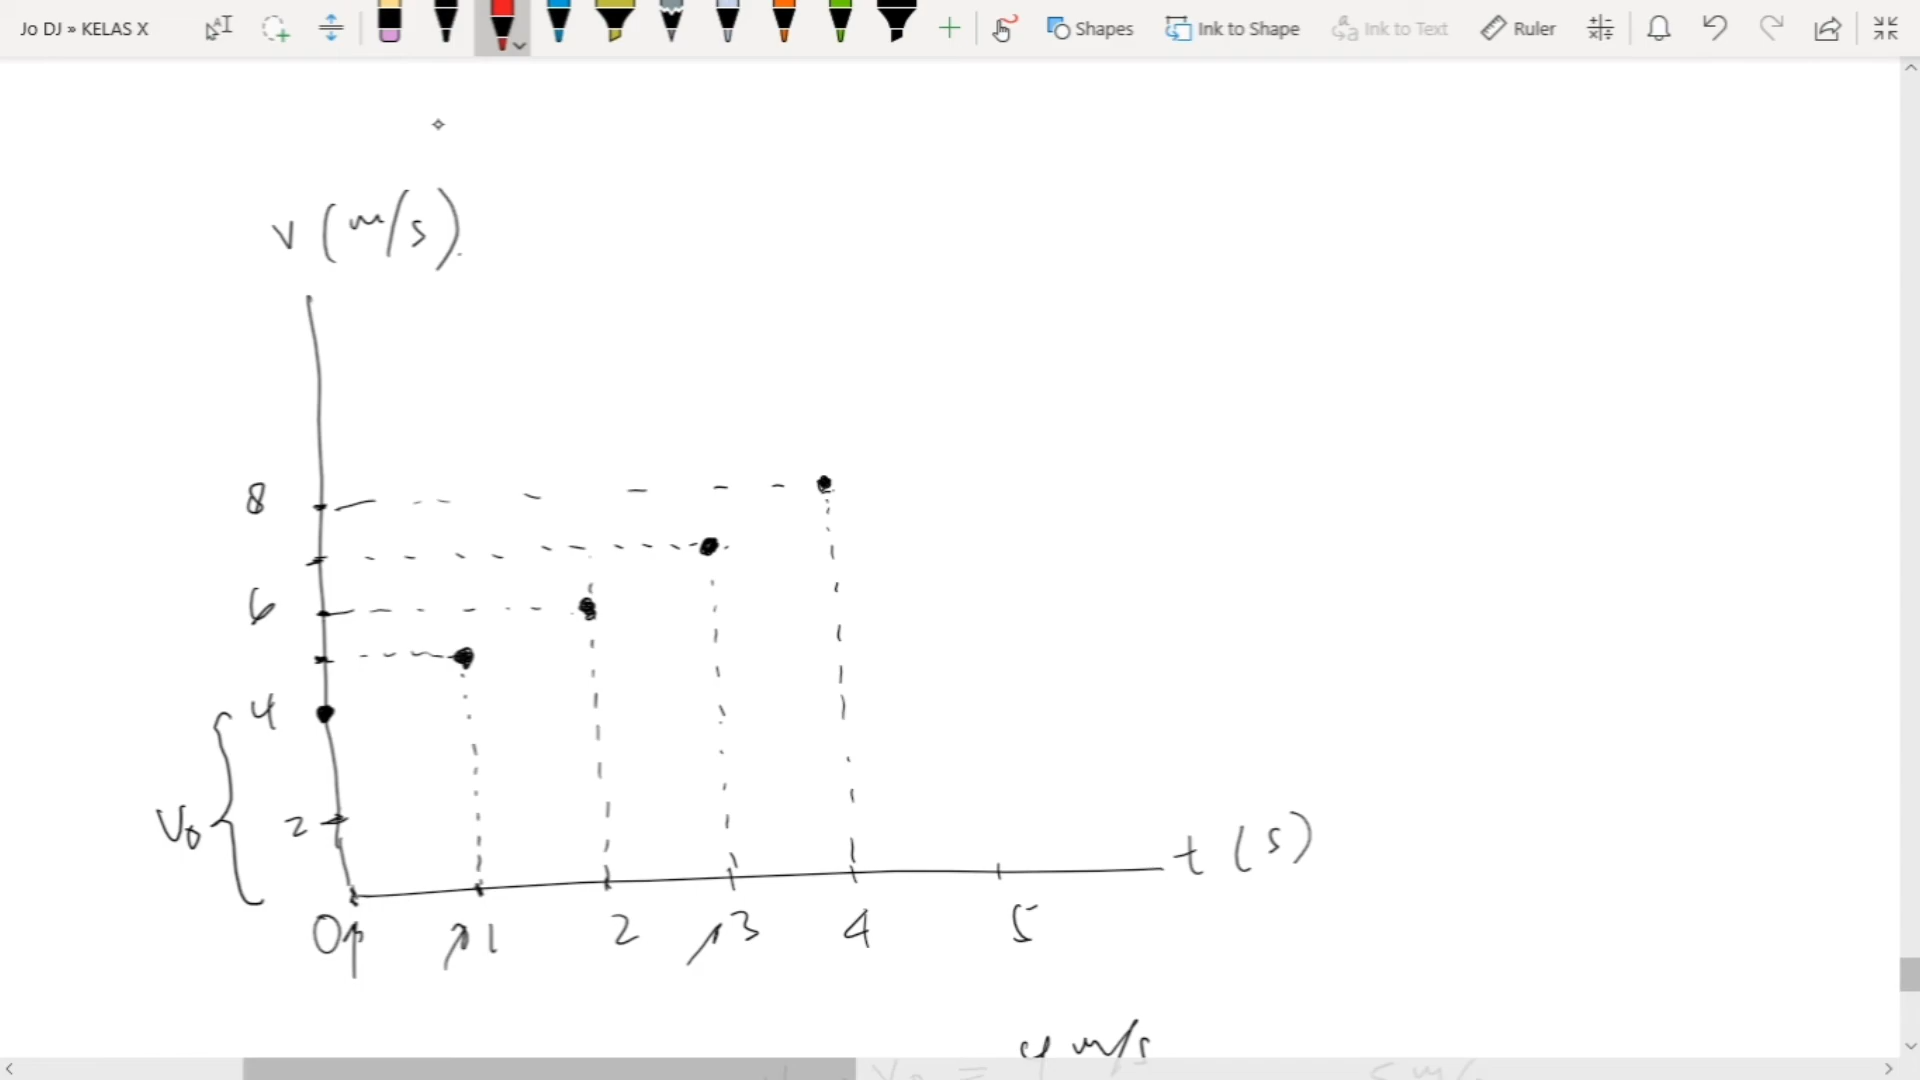 Jo DJ » KELAS X
Shapes
Ink to Shape
Ink to Text
Ruler
v (m/s)
8
6
4
V₀
2
t (s)
0 1 2 3 4 5
4 m/s